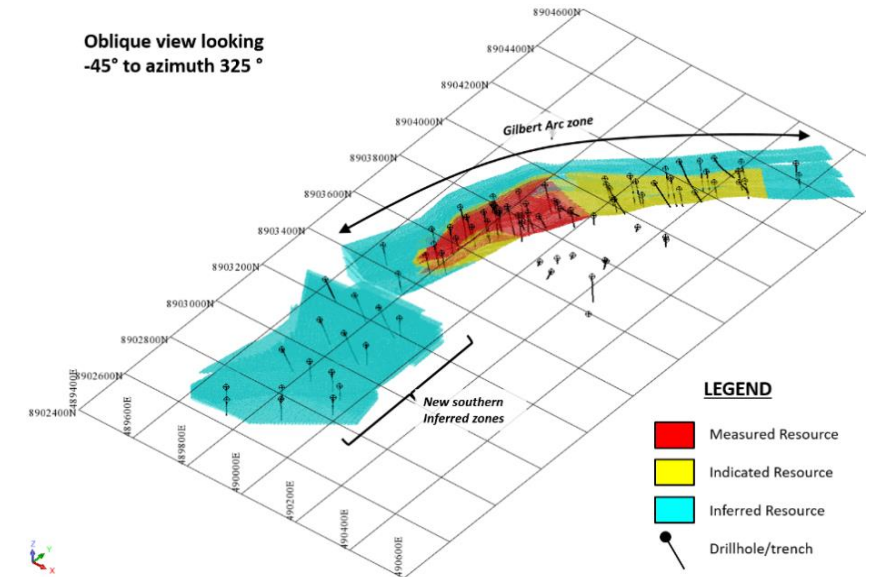 Oblique view looking
-45° to azimuth 325 °
8904600N
8904400N
8904200N
8904000N
8903800N
8903600N
8903400N
8903200N
8903000N
8902800N
8902600N
8902400N
489400E
489600E
489800E
490000E
490200E
490400E
490600E
Gilbert Arc zone
New southern
Inferred zones
LEGEND
Measured Resource
Indicated Resource
Inferred Resource
Drillhole/trench
Z
Y
X